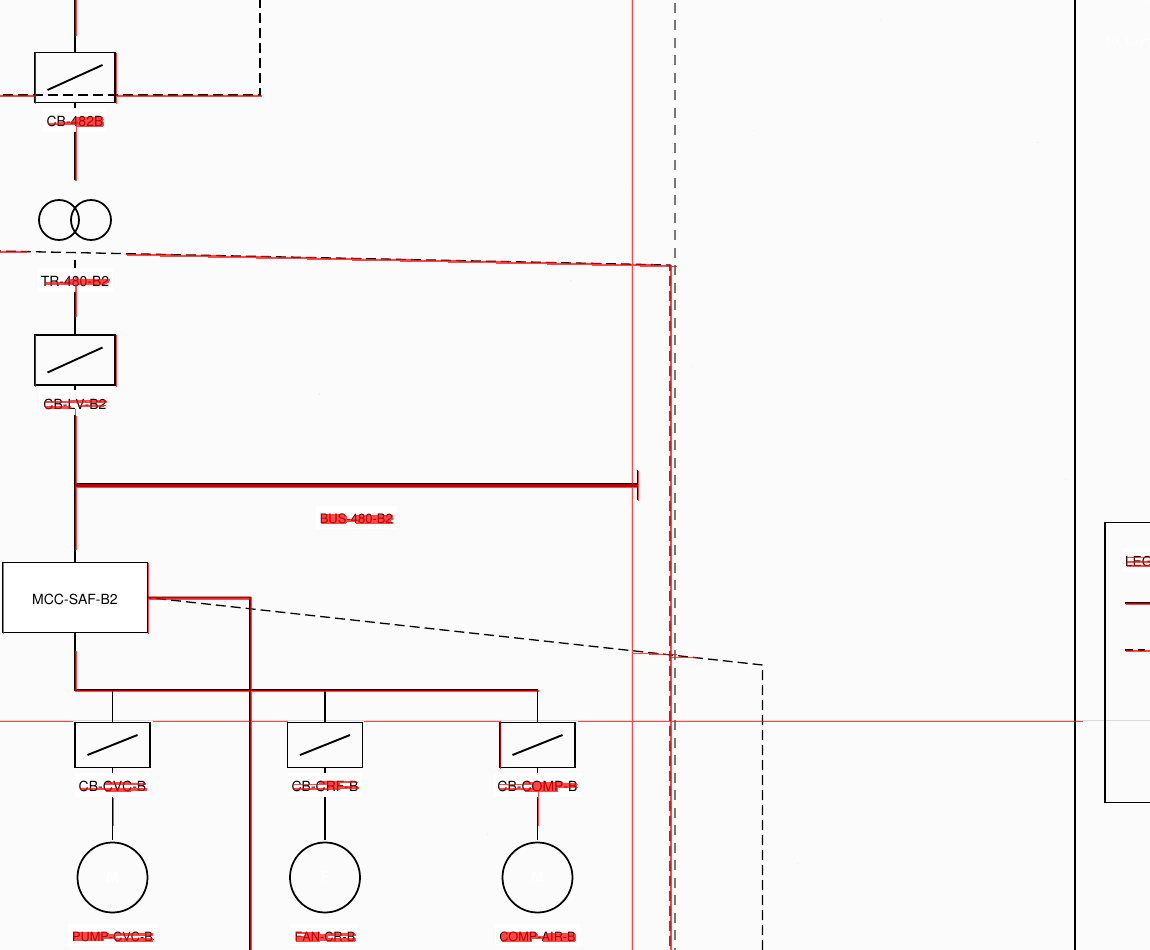 CB-482B
TR-480-B2
CB-LV-B2
BUS-480-B2
LEG
MCC-SAF-B2
CB-CVC-B
CB-CRF-B
CB-COMP-B
PUMP-CVC-B
FAN-CR-B
COMP-AIR-B